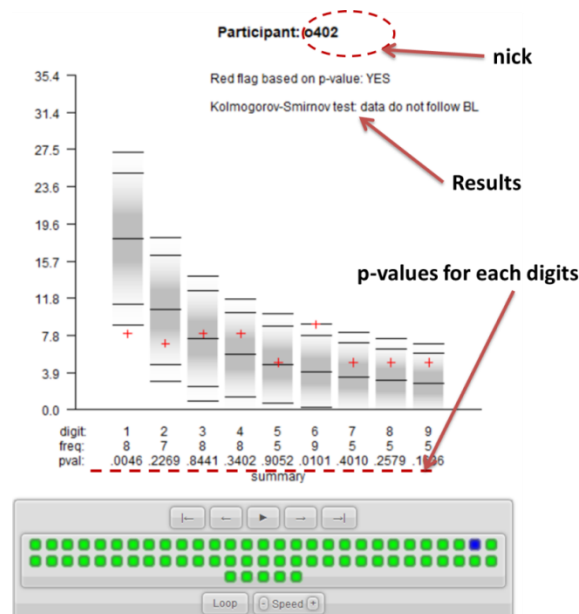 Participant: o402
nick
Red flag based on p-value: YES
Kolmogorov-Smirnov test: data do not follow BL
Results
p-values for each digits
35.4
31.4
27.5
23.6
19.6
15.7
11.8
7.8
3.9
0.0
digit: 1 2 3 4 5 6 7 8 9
freq: 8 7 8 8 5 9 5 5 5
pval: .0046 .2269 .8441 .3402 .9052 .0101 .4010 .2579
summary
Loop - Speed +